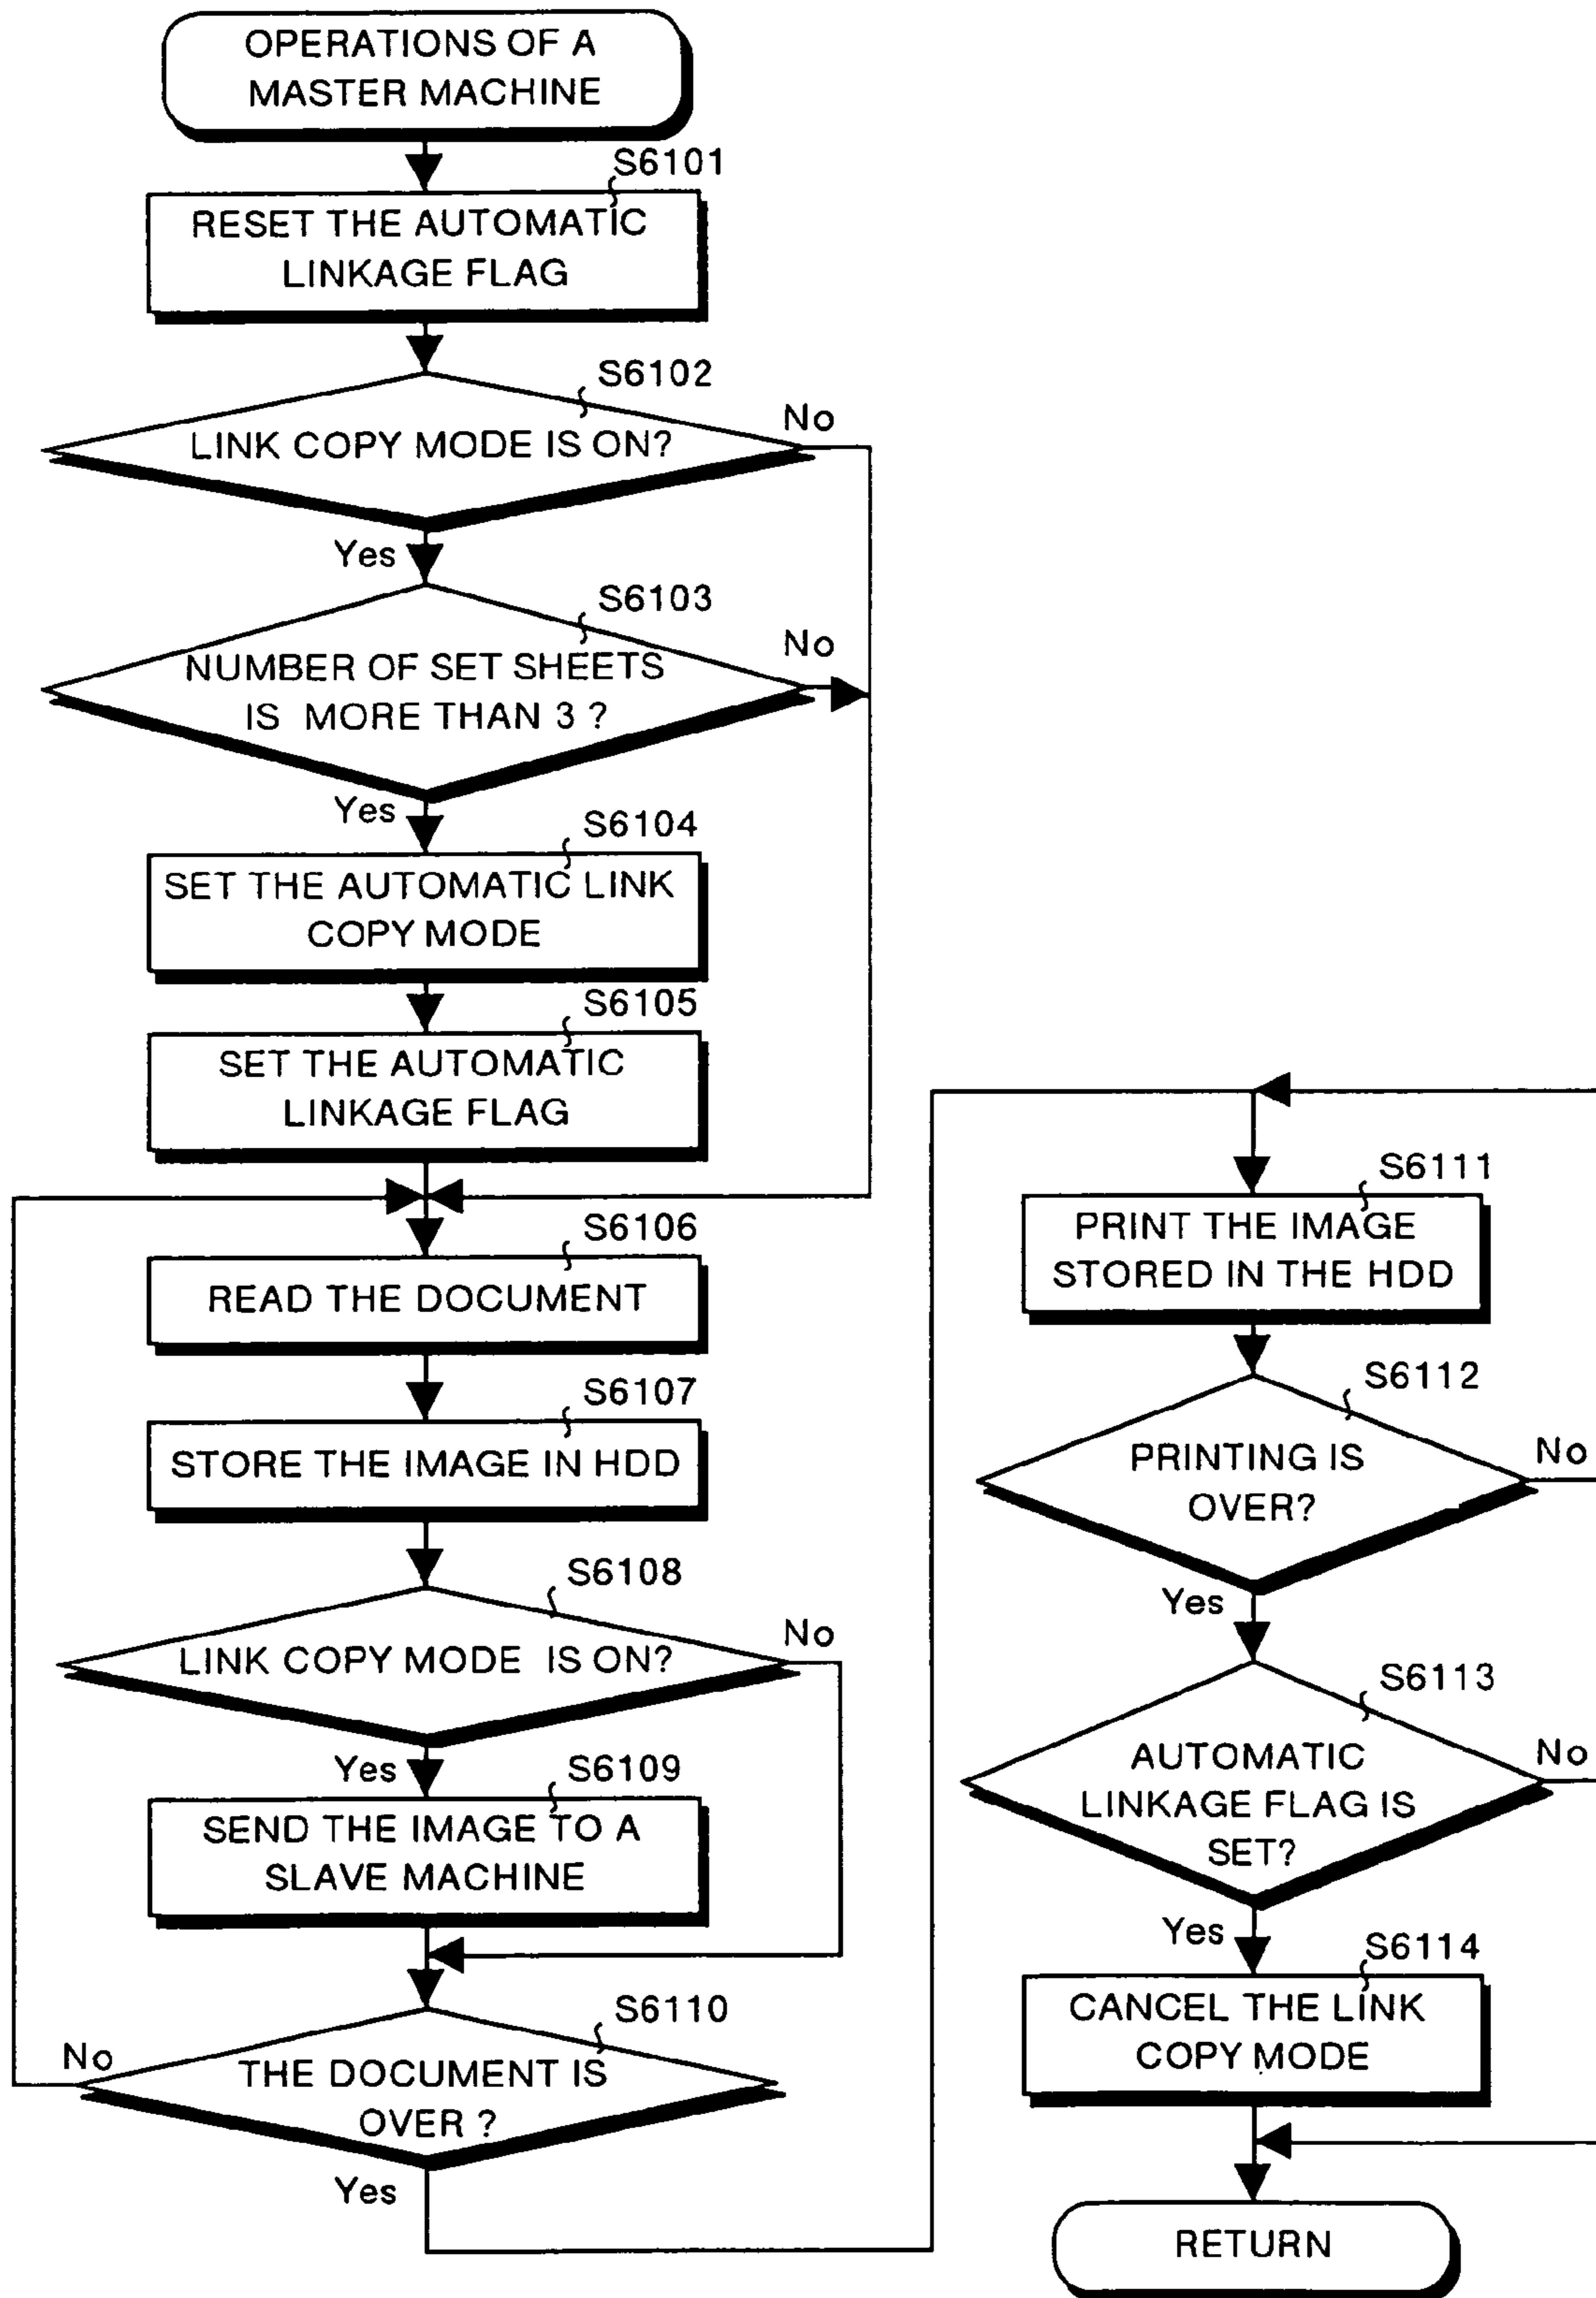 OPERATIONS OF A
MASTER MACHINE
S6101
RESET THE AUTOMATIC
LINKAGE FLAG
S6102
LINK COPY MODE IS ON?
No
Yes
S6103
NUMBER OF SET SHEETS
IS MORE THAN 3 ?
No
Yes
S6104
SET THE AUTOMATIC LINK
COPY MODE
S6105
SET THE AUTOMATIC
LINKAGE FLAG
S6106
READ THE DOCUMENT
S6107
STORE THE IMAGE IN HDD
S6108
LINK COPY MODE IS ON?
No
Yes
S6109
SEND THE IMAGE TO A
SLAVE MACHINE
S6110
No
THE DOCUMENT IS
OVER ?
Yes
S6111
PRINT THE IMAGE
STORED IN THE HDD
S6112
PRINTING IS
OVER?
No
Yes
S6113
AUTOMATIC
LINKAGE FLAG IS
SET?
No
Yes
S6114
CANCEL THE LINK
COPY MODE
RETURN